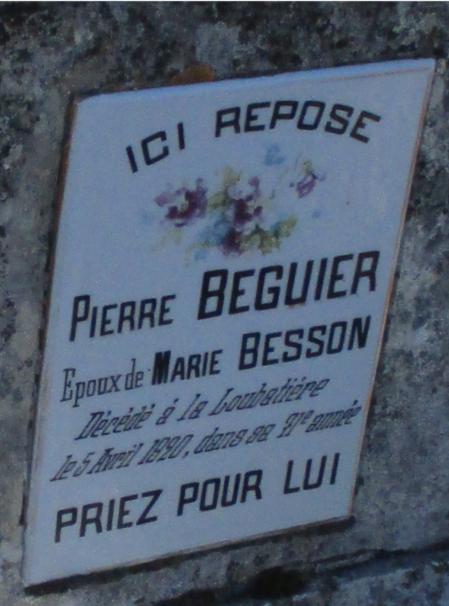 ICI REPOSE
PIERRE BEGUIER
Epoux de MARIE BESSON
Décédé à la Loubatière
le 5 Avril 1890, dans sa 71e année
PRIEZ POUR LUI